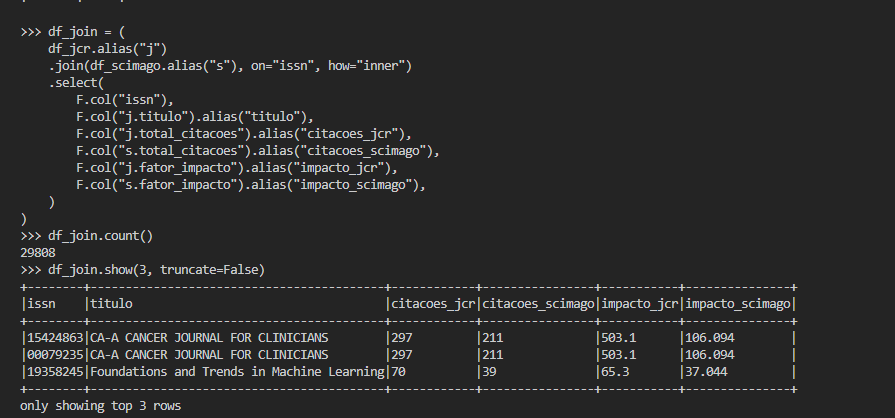 >>> df_join = (
    df_jcr.alias("j")
    .join(df_scimago.alias("s"), on="issn", how="inner")
    .select(
        F.col("issn"),
        F.col("j.titulo").alias("titulo"),
        F.col("j.total_citacoes").alias("citacoes_jcr"),
        F.col("s.total_citacoes").alias("citacoes_scimago"),
        F.col("j.fator_impacto").alias("impacto_jcr"),
        F.col("s.fator_impacto").alias("impacto_scimago"),
    )
)
>>> df_join.count()
29808
>>> df_join.show(3, truncate=False)
+--------+---------------------------------------+------------+----------------+-----------+---------------+
|issn    |titulo                                 |citacoes_jcr|citacoes_scimago|impacto_jcr|impacto_scimago|
+--------+---------------------------------------+------------+----------------+-----------+---------------+
|15424863|CA-A CANCER JOURNAL FOR CLINICIANS     |297         |211             |503.1      |106.094        |
|00079235|CA-A CANCER JOURNAL FOR CLINICIANS     |297         |211             |503.1      |106.094        |
|19358245|Foundations and Trends in Machine Learning|70          |39              |65.3       |37.044         |
+--------+---------------------------------------+------------+----------------+-----------+---------------+
only showing top 3 rows